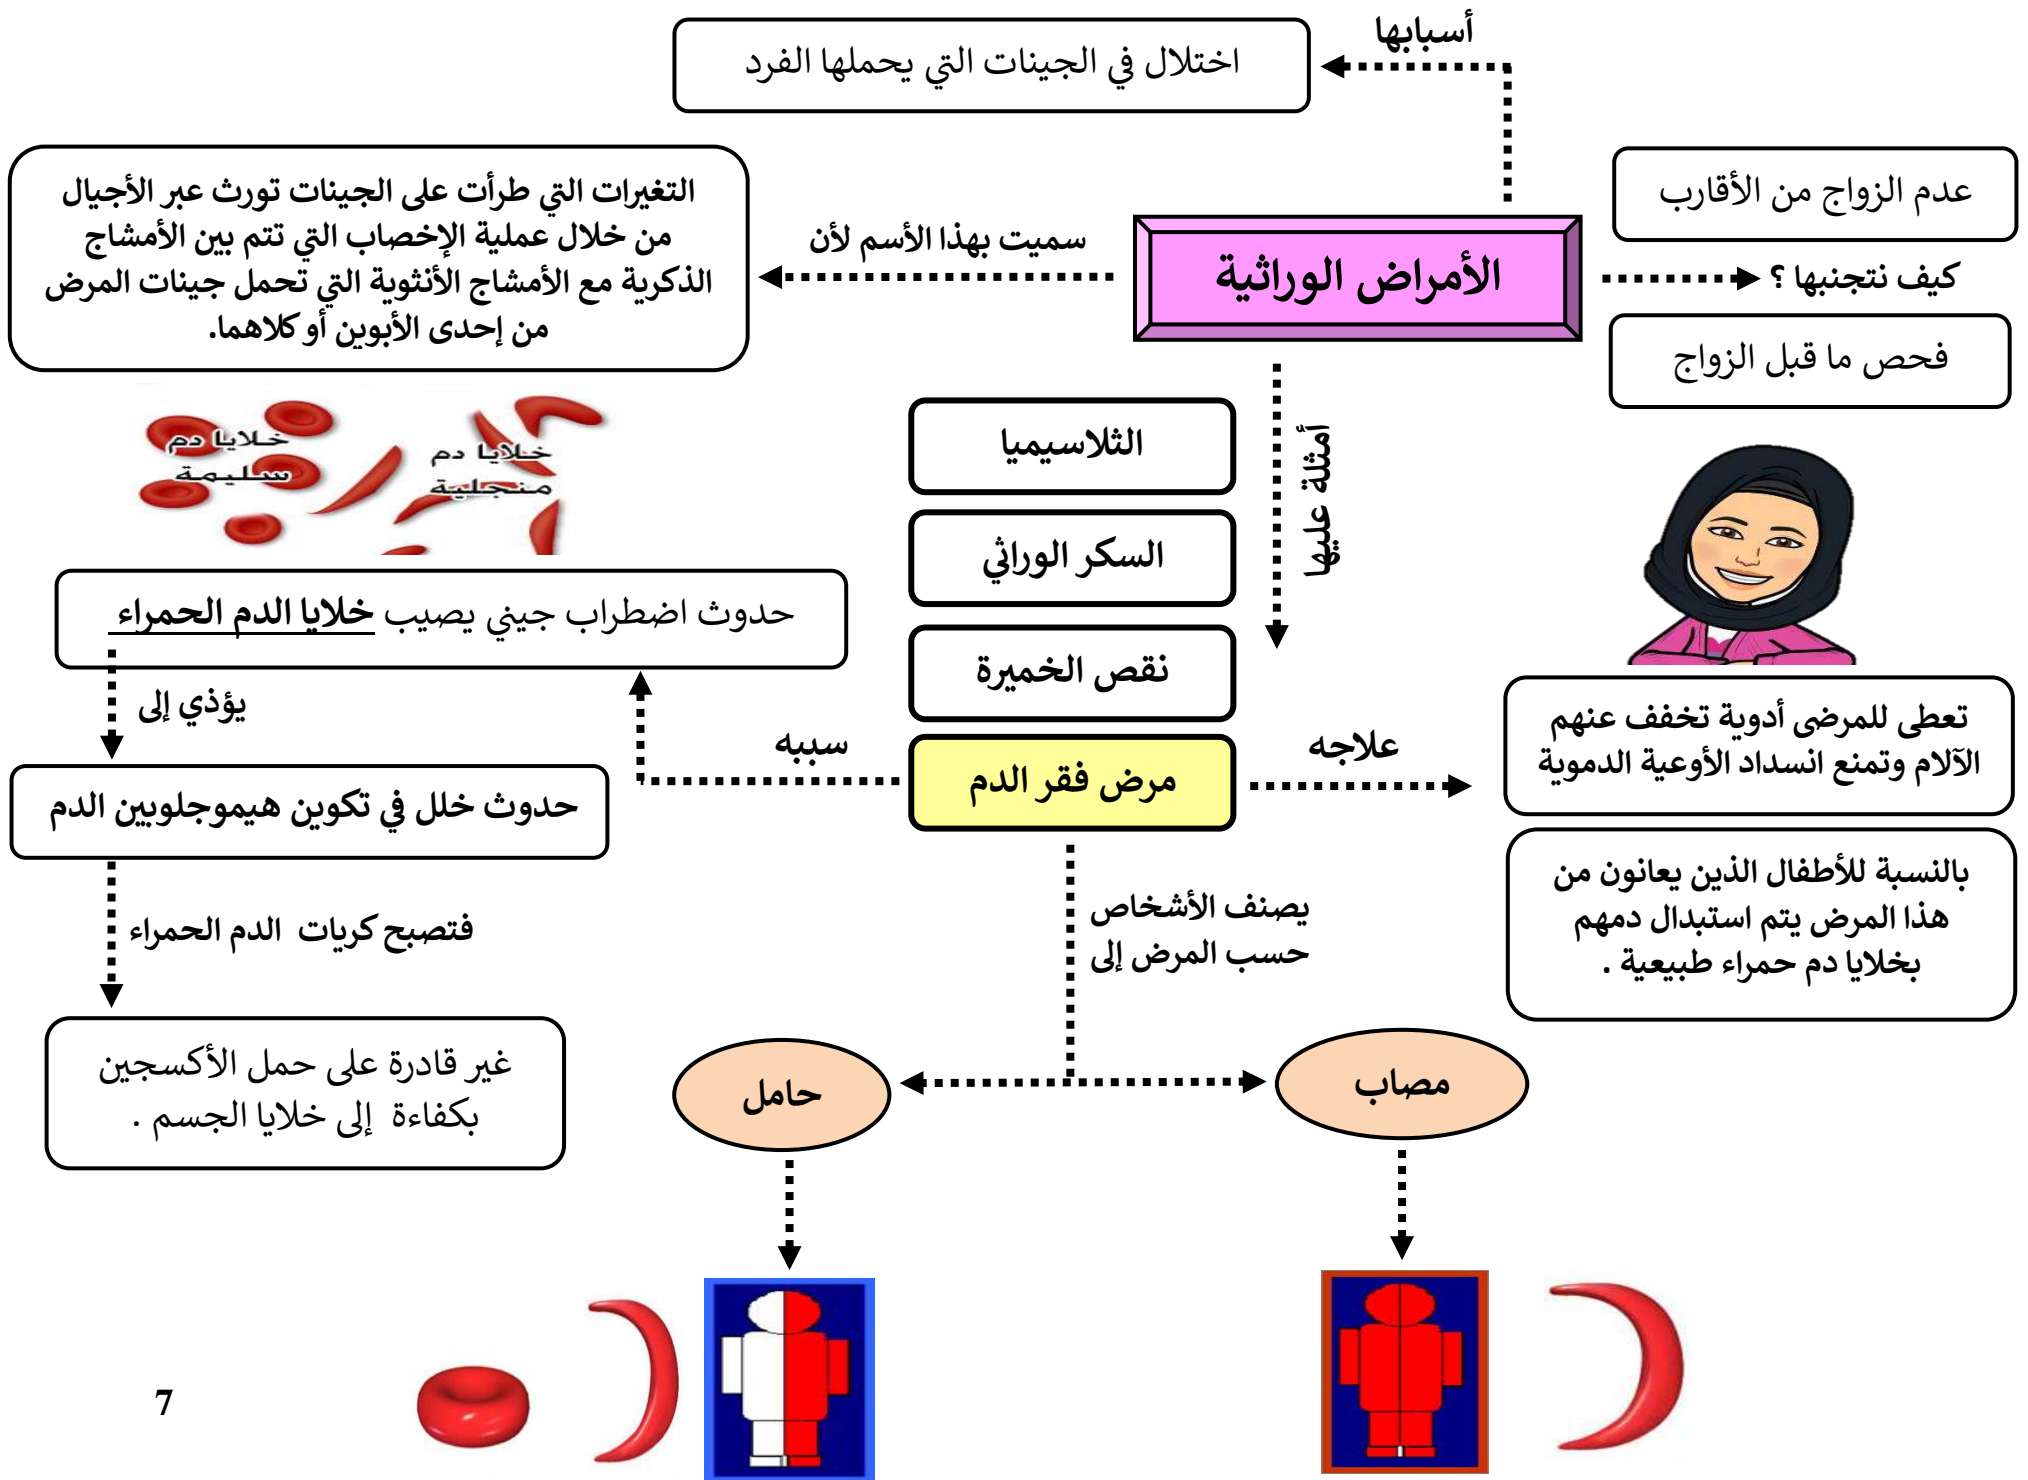 أسبابها
اختلال في الجينات التي يحملها الفرد
عدم الزواج من الأقارب
كيف نتجنبها ؟
فحص ما قبل الزواج
الأمراض الوراثية
سميت بهذا الأسم لأن
التغيرات التي طرأت على الجينات تورث عبر الأجيال
من خلال عملية الإخصاب التي تتم بين الأمشاج
الذكرية مع الأمشاج الأنثوية التي تحمل جينات المرض
من إحدى الأبوين أو كلاهما.
أمثلة عليها
الثلاسيميا
السكر الوراثي
نقص الخميرة
مرض فقر الدم
خلايا دم
منجلية
خلايا دم
سليمة
علاجه
تعطى للمرضى أدوية تخفف عنهم
الآلام وتمنع انسداد الأوعية الدموية
بالنسبة للأطفال الذين يعانون من
هذا المرض يتم استبدال دمهم
بخلايا دم حمراء طبيعية .
سببه
حدوث اضطراب جيني يصيب خلايا الدم الحمراء
يؤذي إلى
حدوث خلل في تكوين هيموجلوبين الدم
فتصبح كريات الدم الحمراء
غير قادرة على حمل الأكسجين
بكفاءة إلى خلايا الجسم .
يصنف الأشخاص
حسب المرض إلى
مصاب
حامل
7